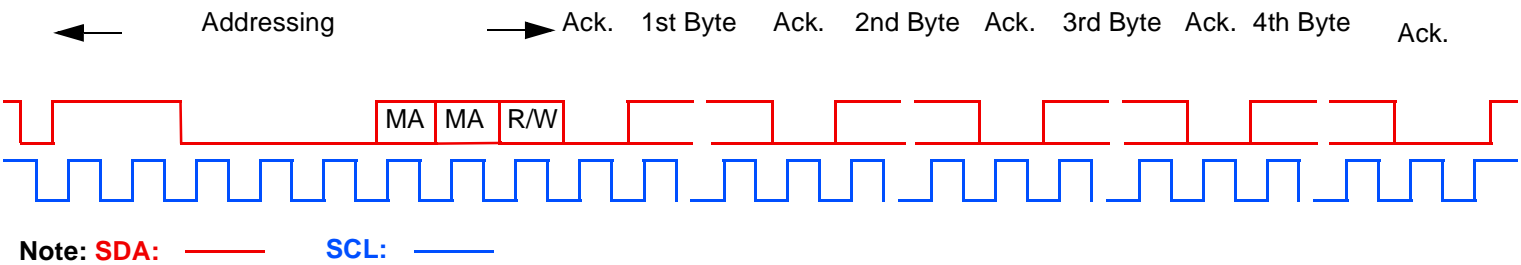 Addressing Ack. 1st Byte Ack. 2nd Byte Ack. 3rd Byte Ack. 4th Byte Ack.
MA MA R/W
Note: SDA: SCL: